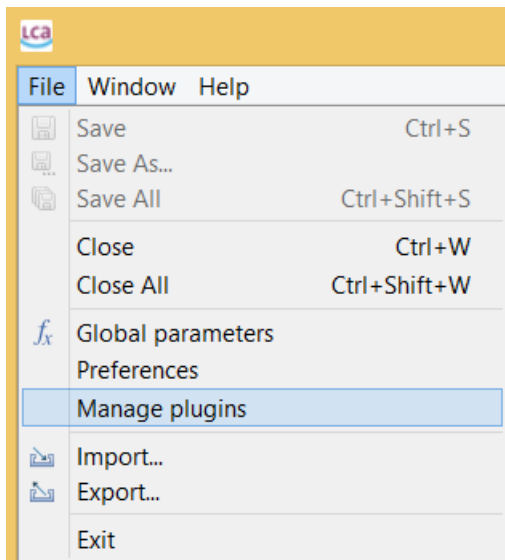 LCA
File Window Help
Save Ctrl+S
Save As...
Save All Ctrl+Shift+S
Close Ctrl+W
Close All Ctrl+Shift+W
fx Global parameters
Preferences
Manage plugins
Import...
Export...
Exit